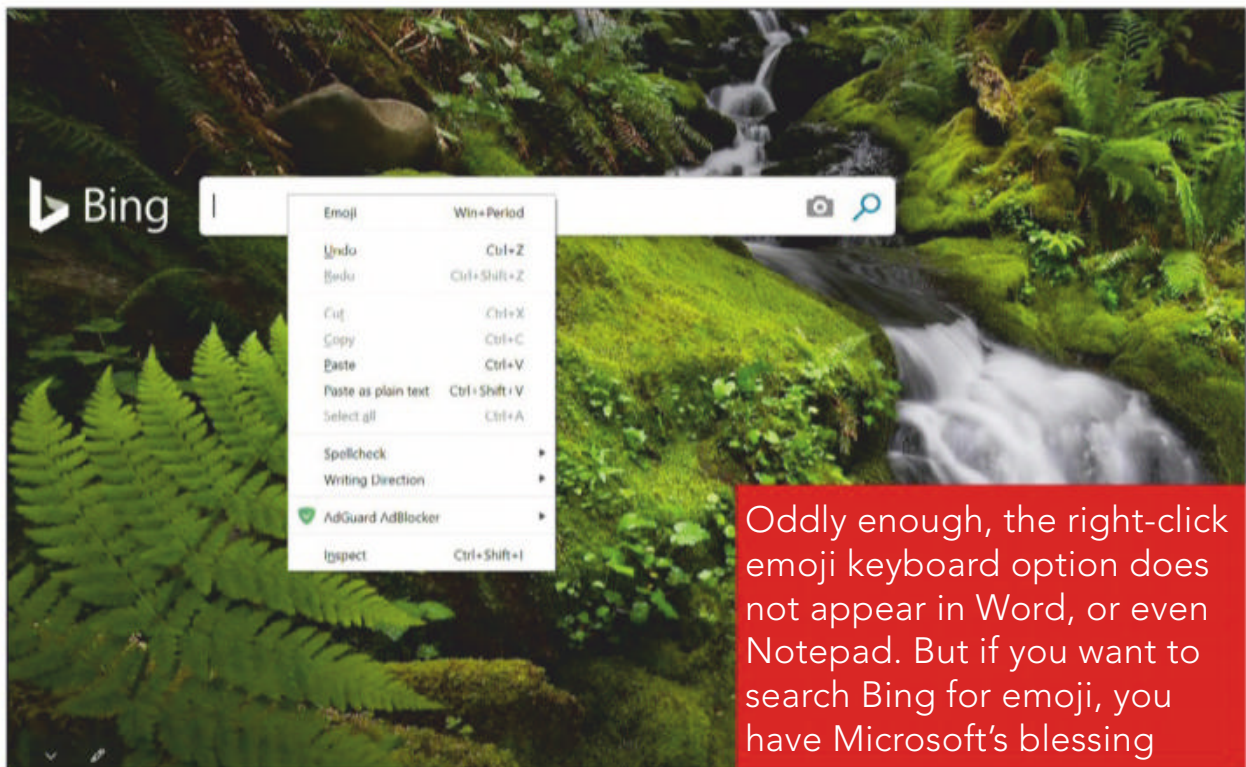 Bing
Emoji Win+Period
Undo Ctrl+Z
Redo Ctrl+Shift+Z
Cut Ctrl+X
Copy Ctrl+C
Paste Ctrl+V
Paste as plain text Ctrl+Shift+V
Select all Ctrl+A
Spellcheck
Writing Direction
AdGuard AdBlocker
Inspect Ctrl+Shift+I
Oddly enough, the right-click
emoji keyboard option does
not appear in Word, or even
Notepad. But if you want to
search Bing for emoji, you
have Microsoft’s blessing